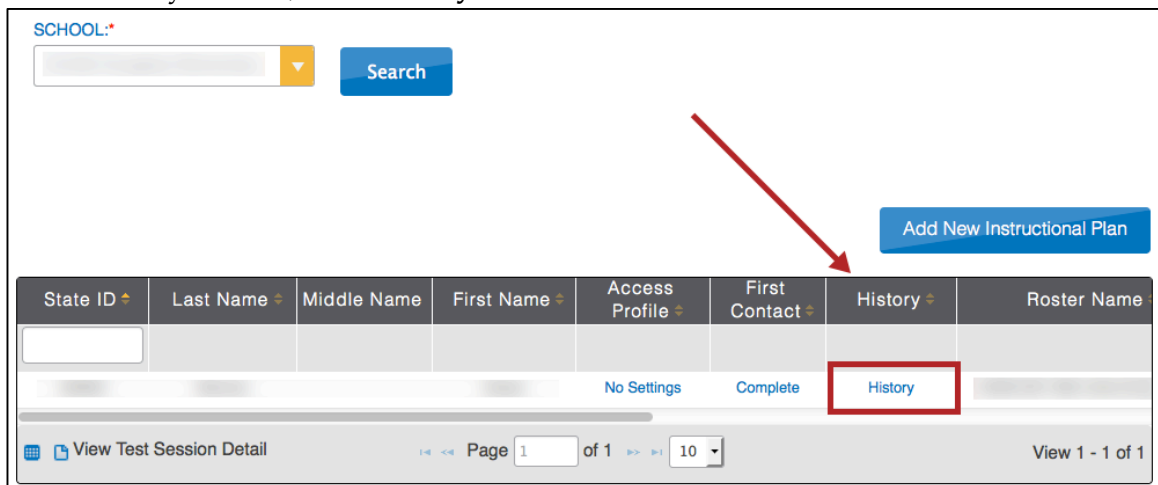 SCHOOL:*
Search
Add New Instructional Plan
State ID Last Name Middle Name First Name Access Profile First Contact History Roster Name
No Settings Complete History
View Test Session Detail Page 1 of 1 10 View 1 - 1 of 1